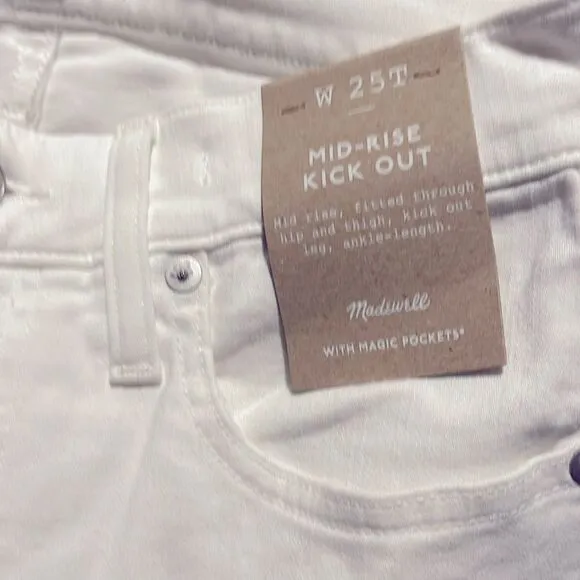 W 25T
MID-RISE
KICK OUT
Mid rise, fitted through
hip and thigh, kick out
leg, ankle-length.
Madewell
WITH MAGIC POCKETS®